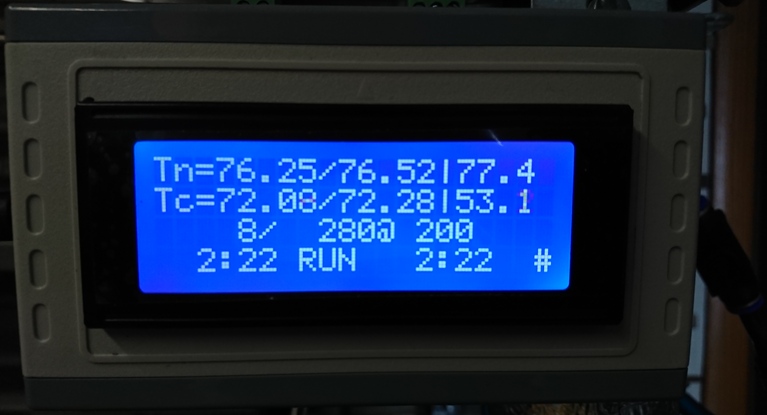 Tn=76.25/76.52|77.4
Tc=72.08/72.28|53.1
8/ 280@ 200
2:22 RUN 2:22 #